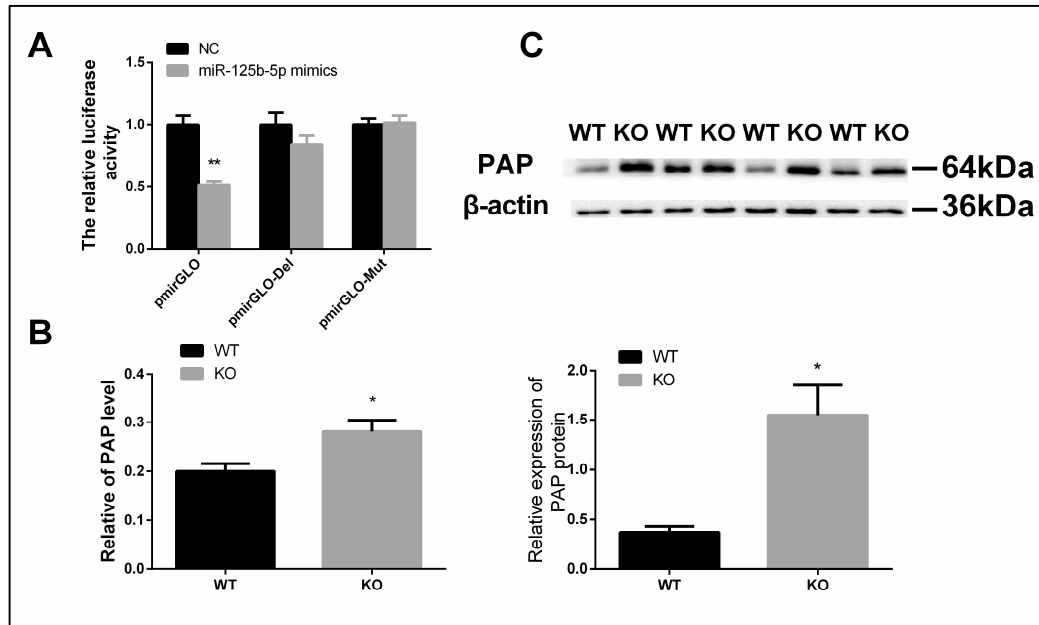 A
NC
miR-125b-5p mimics
The relative luciferase
acivity
1.5
1.0
0.5
0.0
**
pmirGLO
pmirGLO-Del
pmirGLO-Mut
C
WT KO WT KO WT KO WT KO
PAP
64kDa
β-actin
36kDa
B
WT
KO
Relative of PAP level
0.4
0.3
0.2
0.1
0.0
*
WT
KO
WT
KO
Relative expression of
PAP protein
2.0
1.5
1.0
0.5
0.0
*
WT
KO